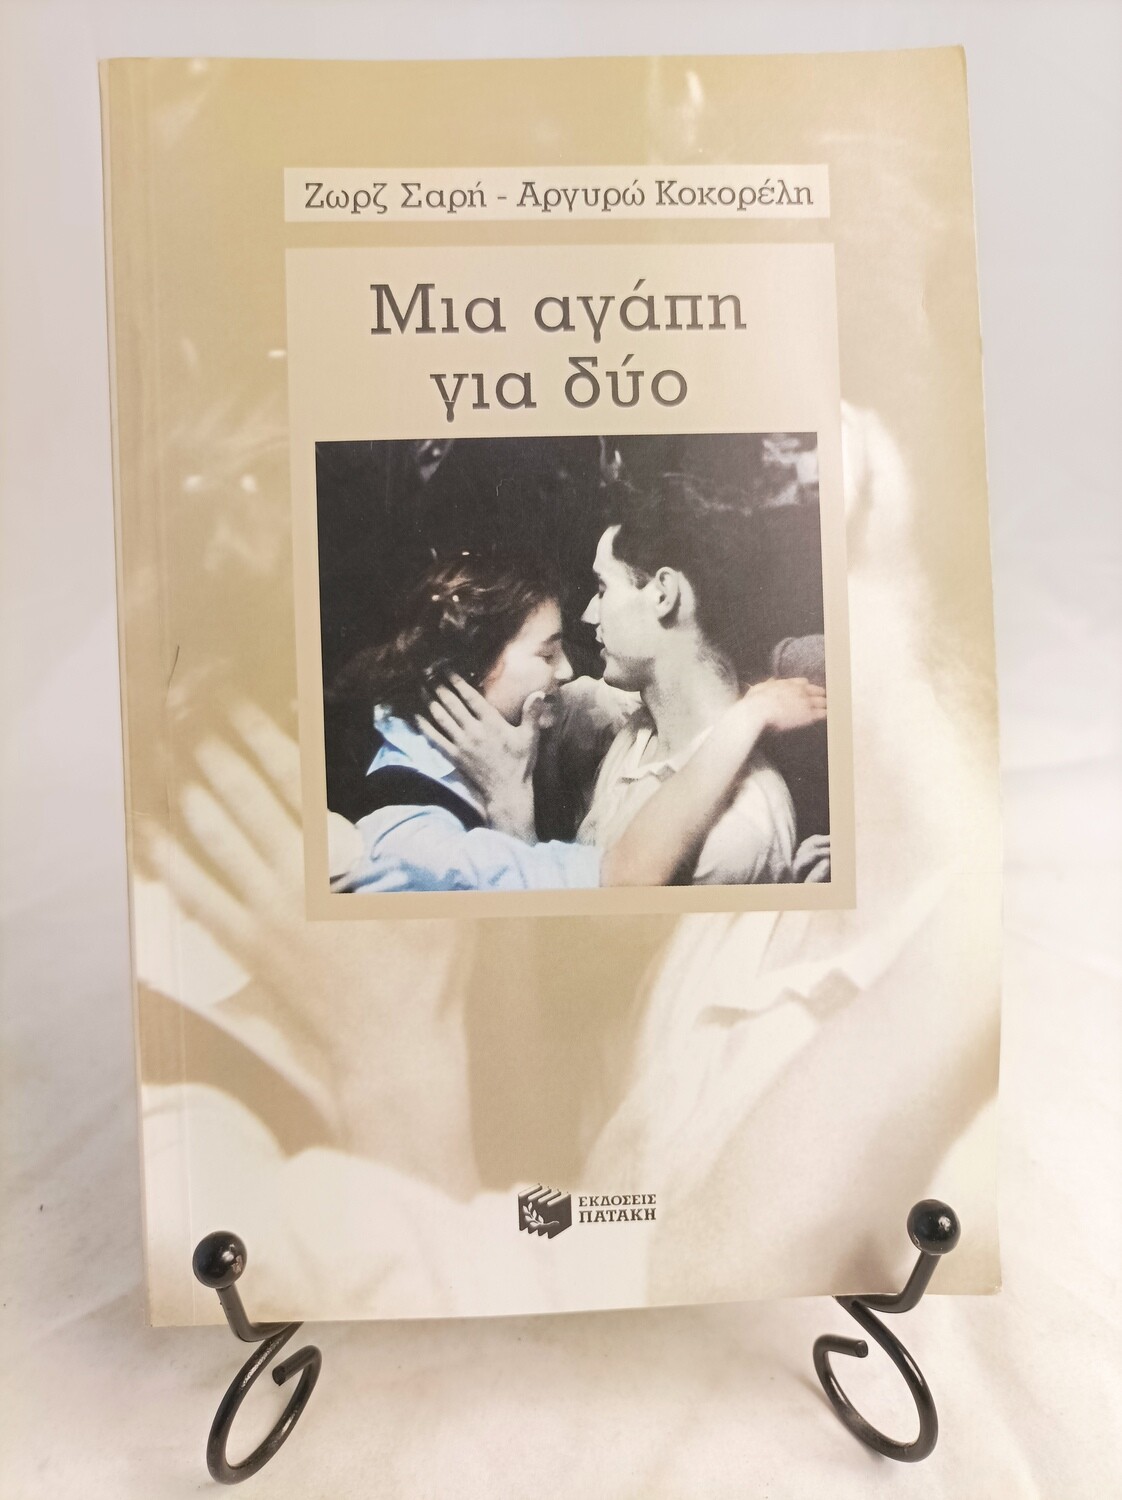 Ζωρζ Σαρή - Αργυρώ Κοκορέλη
Μια αγάπη
για δύο
ΕΚΔΟΣΕΙΣ
ΠΑΤΑΚΗ